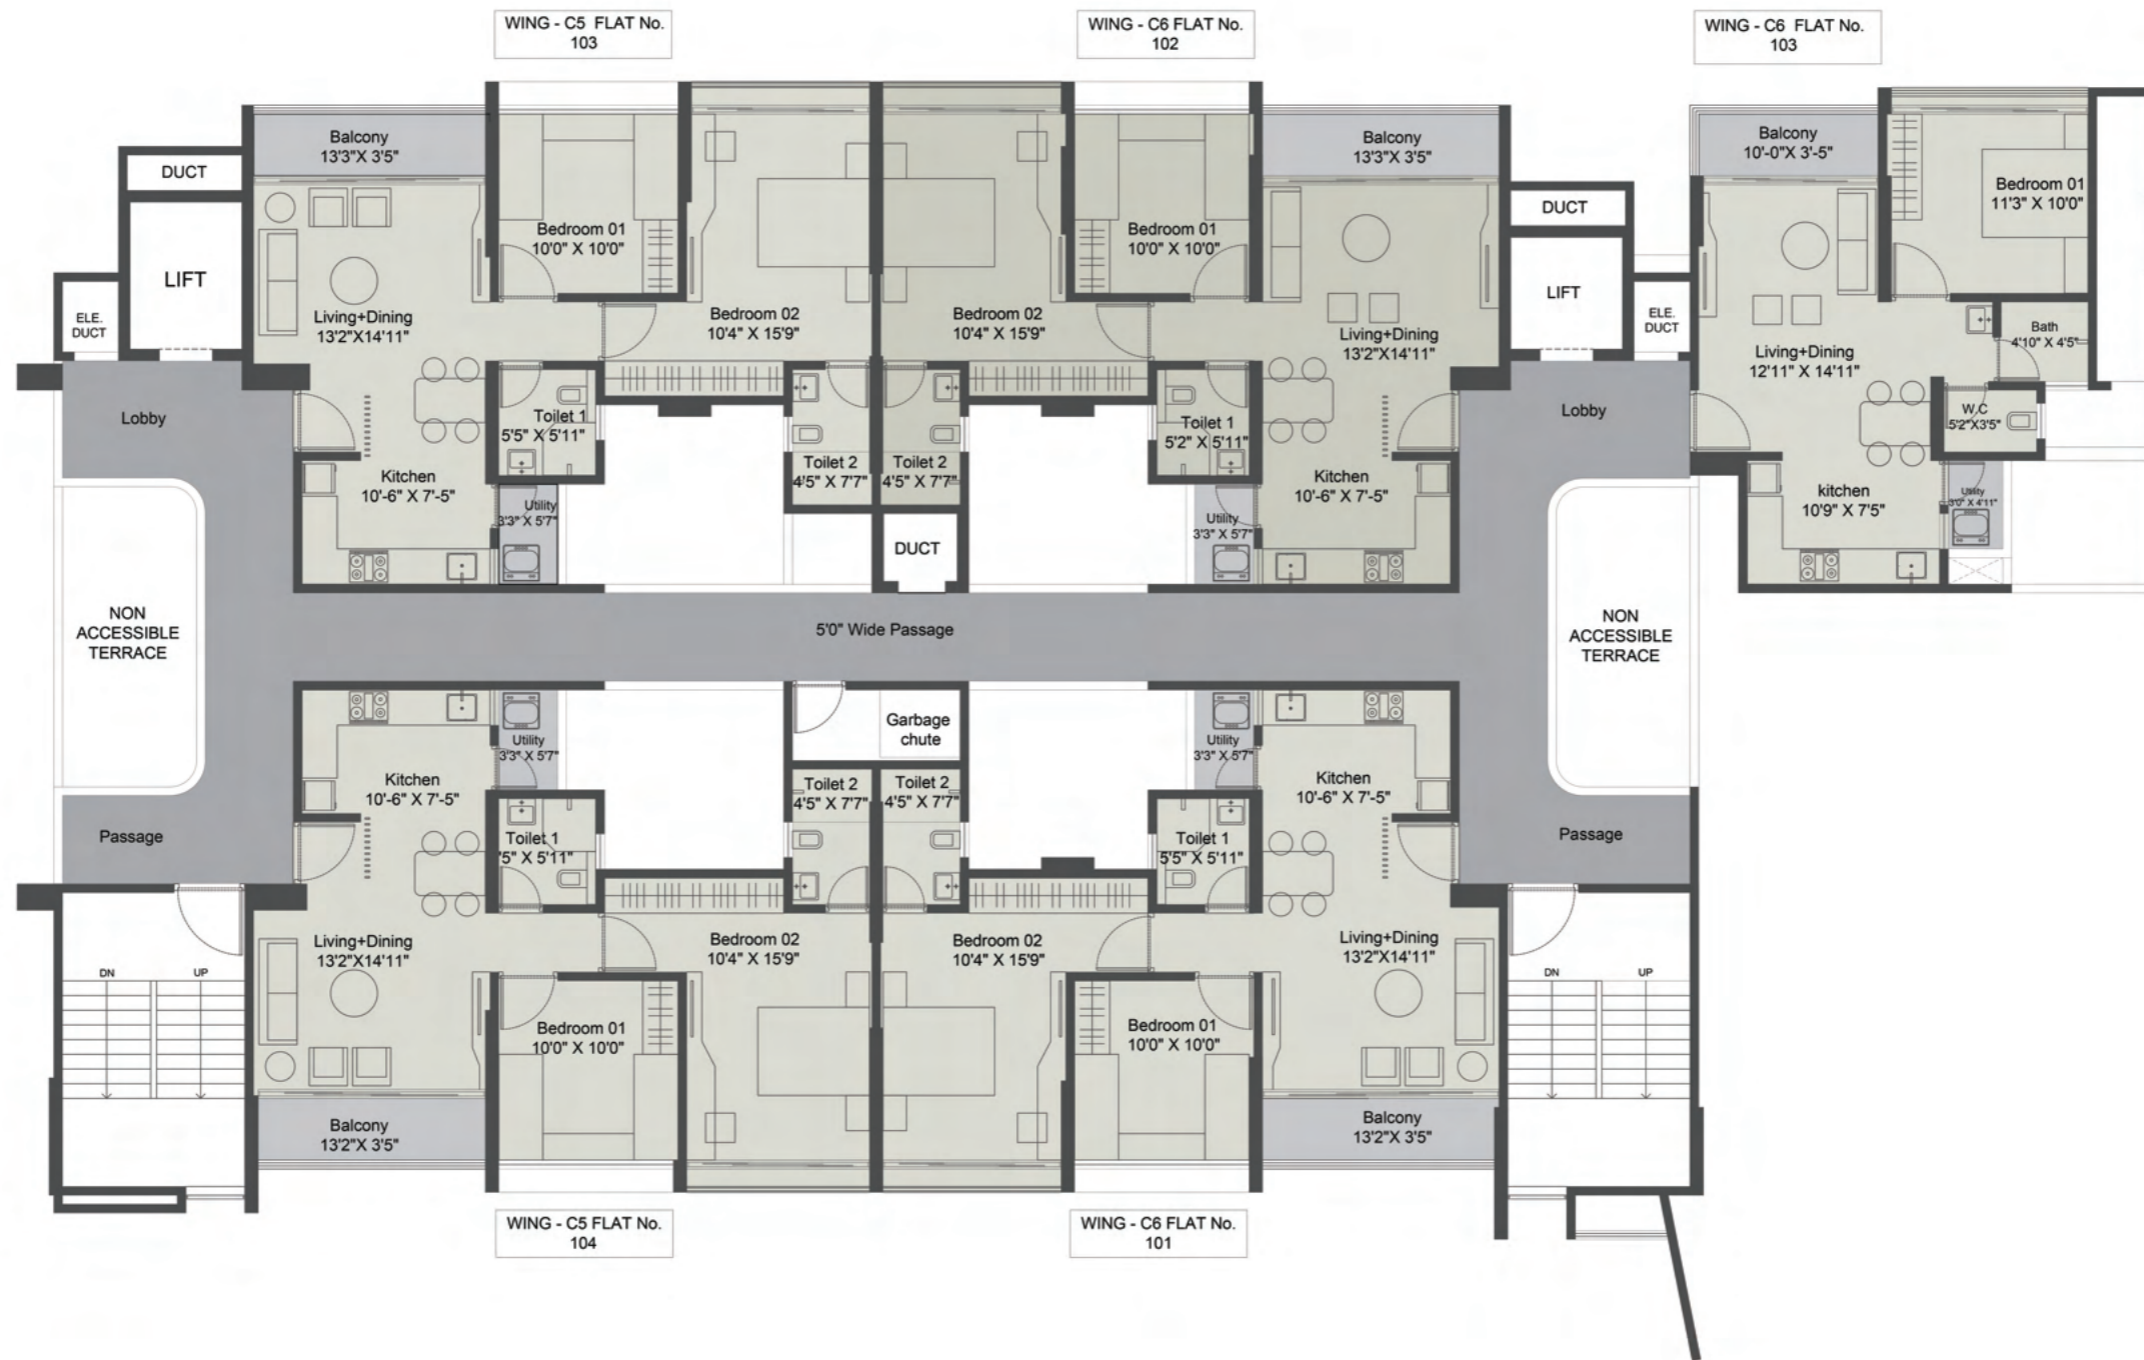 WING - C5 FLAT No.
103
WING - C6 FLAT No.
102
WING - C6 FLAT No.
103
Balcony
13'3"X 3'5"
DUCT
LIFT
ELE.
DUCT
Living+Dining
13'2"X14'11"
Bedroom 01
10'0" X 10'0"
Bedroom 02
10'4" X 15'9"
Toilet 1
5'5" X 5'11"
Toilet 2
4'5" X 7'7"
Kitchen
10'-6" X 7'-5"
Utility
3'3" X 5'7"
Lobby
Bedroom 02
10'4" X 15'9"
Bedroom 01
10'0" X 10'0"
Balcony
13'3"X 3'5"
Living+Dining
13'2"X14'11"
Toilet 2
4'5" X 7'7"
Toilet 1
5'2" X 5'11"
Kitchen
10'-6" X 7'-5"
Utility
3'3" X 5'7"
DUCT
DUCT
LIFT
ELE.
DUCT
Lobby
Balcony
10'-0"X 3'-5"
Bedroom 01
11'3" X 10'0"
Living+Dining
12'11" X 14'11"
Bath
4'10" X 4'5"
W.C
5'2"X3'5"
kitchen
10'9" X 7'5"
Utility
3'0" X 4'11"
NON
ACCESSIBLE
TERRACE
5'0" Wide Passage
NON
ACCESSIBLE
TERRACE
Garbage
chute
Passage
Kitchen
10'-6" X 7'-5"
Utility
3'3" X 5'7"
Toilet 1
'5" X 5'11"
Toilet 2
4'5" X 7'7"
Living+Dining
13'2"X14'11"
Bedroom 02
10'4" X 15'9"
Bedroom 01
10'0" X 10'0"
Balcony
13'2"X 3'5"
DN
UP
Toilet 2
4'5" X 7'7"
Utility
3'3" X 5'7"
Kitchen
10'-6" X 7'-5"
Toilet 1
5'5" X 5'11"
Passage
Bedroom 02
10'4" X 15'9"
Living+Dining
13'2"X14'11"
Bedroom 01
10'0" X 10'0"
Balcony
13'2"X 3'5"
DN
UP
WING - C5 FLAT No.
104
WING - C6 FLAT No.
101